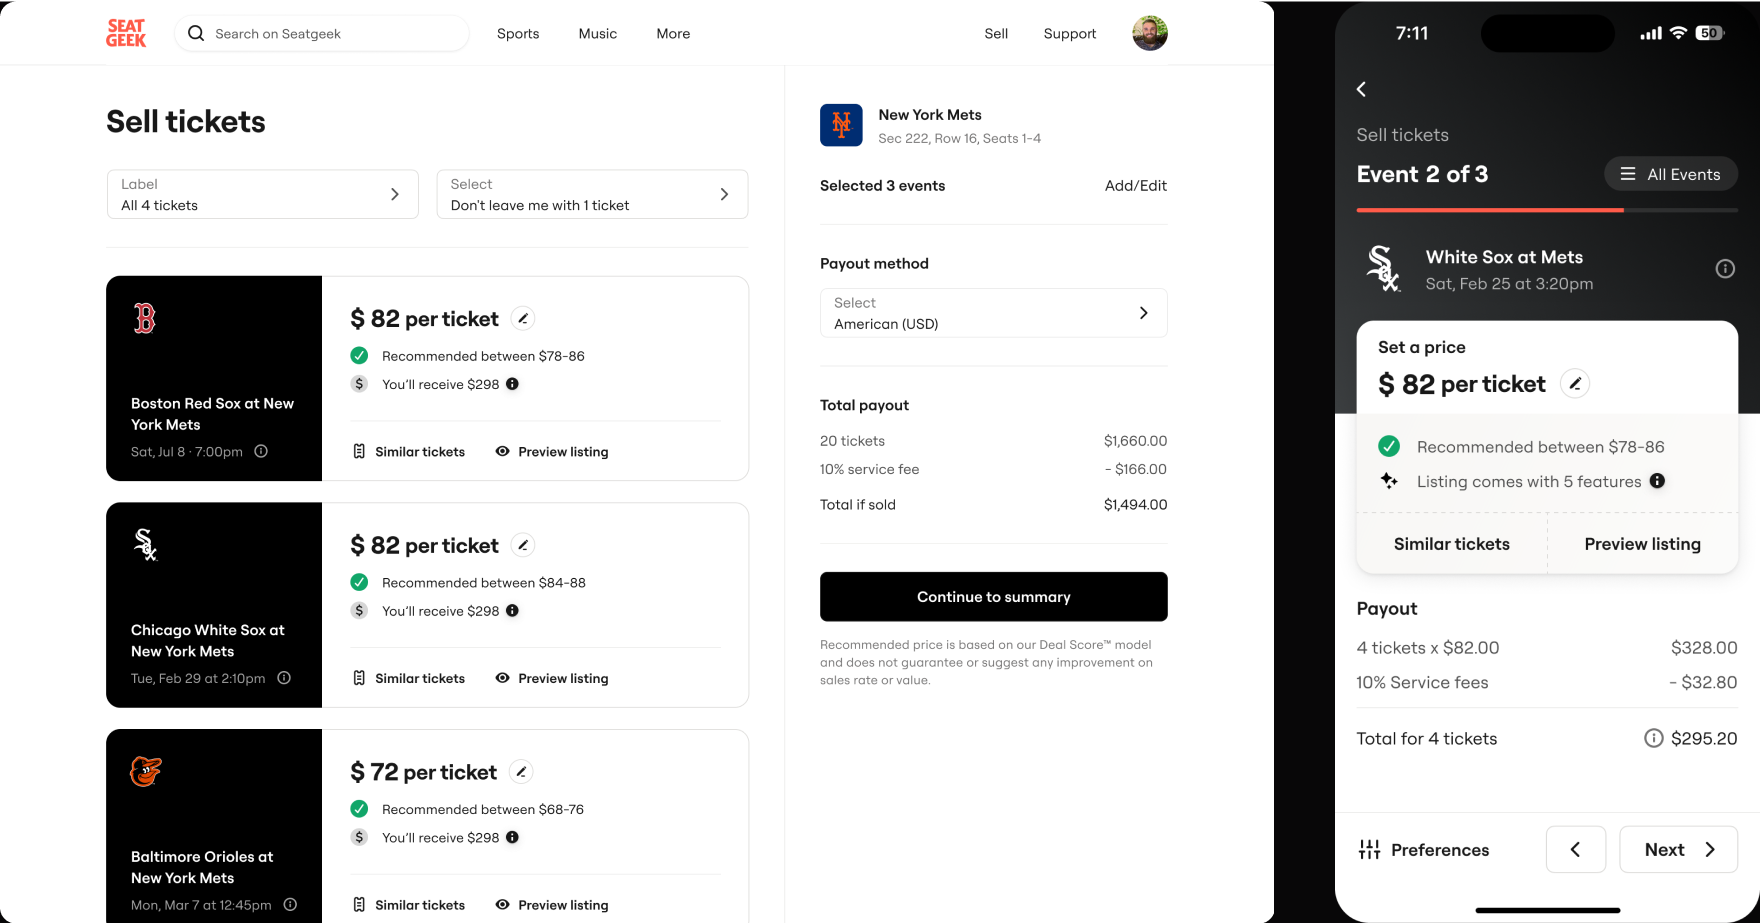 SEAT
GEEK
Search on Seatgeek
Sports
Music
More
Sell
Support
Sell tickets
Label
All 4 tickets
Select
Don't leave me with 1 ticket
$ 82 per ticket
Recommended between $78-86
You'll receive $298
Boston Red Sox at New
York Mets
Sat, Jul 8 · 7:00pm
Similar tickets
Preview listing
Sox
$ 82 per ticket
Recommended between $84-88
You'll receive $298
Chicago White Sox at
New York Mets
Tue, Feb 29 at 2:10pm
Similar tickets
Preview listing
$ 72 per ticket
Recommended between $68-76
You'll receive $298
Baltimore Orioles at
New York Mets
Mon, Mar 7 at 12:45pm
Similar tickets
Preview listing
NY
New York Mets
Sec 222, Row 16, Seats 1-4
Selected 3 events
Add/Edit
Payout method
Select
American (USD)
Total payout
20 tickets
$1,660.00
10% service fee
- $166.00
Total if sold
$1,494.00
Continue to summary
Recommended price is based on our Deal Score™ model
and does not guarantee or suggest any improvement on
sales rate or value.
7:11
50
Sell tickets
Event 2 of 3
All Events
Sox
White Sox at Mets
Sat, Feb 25 at 3:20pm
Set a price
$ 82 per ticket
Recommended between $78-86
Listing comes with 5 features
Similar tickets
Preview listing
Payout
4 tickets x $82.00
$328.00
10% Service fees
- $32.80
Total for 4 tickets
$295.20
Preferences
Next